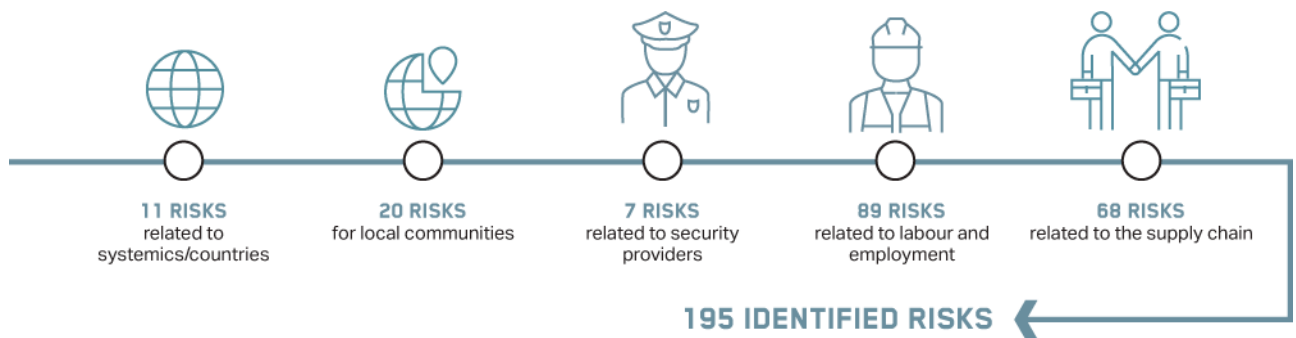 11 RISKS
related to
systemics/countries
20 RISKS
for local communities
7 RISKS
related to security
providers
89 RISKS
related to labour and
employment
68 RISKS
related to the supply chain
195 IDENTIFIED RISKS